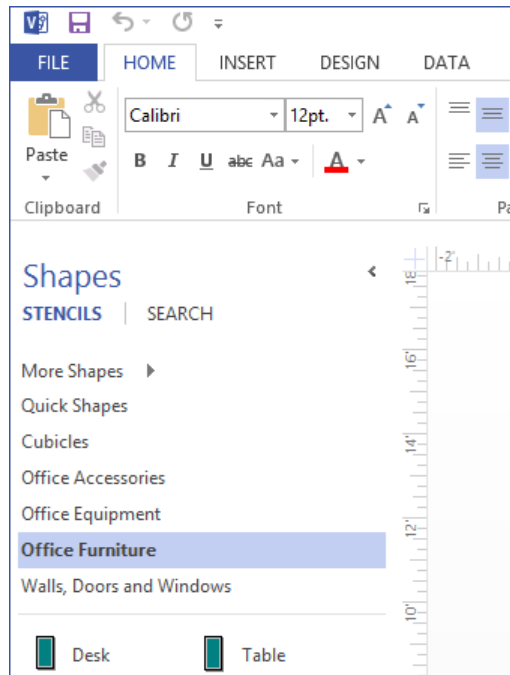 FILE HOME INSERT DESIGN DATA
Calibri 12pt. A A
Paste B I U abc Aa A
Clipboard Font
Shapes
STENCILS SEARCH
-2'
18
More Shapes
16'
Quick Shapes
Cubicles
14'
Office Accessories
Office Equipment
12'
Office Furniture
Walls, Doors and Windows
10'
Desk Table